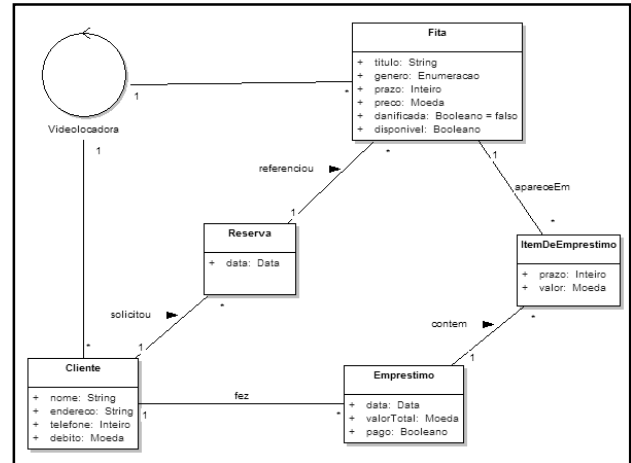 Fita
+ titulo: String
+ genero: Enumeracao
+ prazo: Inteiro
+ preco: Moeda
+ danificada: Booleano = falso
+ disponivel: Booleano
Videolocadora
1
*
1
referenciou
*
1
apareceEm
1
*
Reserva
+ data: Data
ItemDeEmprestimo
+ prazo: Inteiro
+ valor: Moeda
solicitou
*
*
contem
*
1
1
Cliente
+ nome: String
+ endereco: String
+ telefone: Inteiro
+ debito: Moeda
fez
1
*
Emprestimo
+ data: Data
+ valorTotal: Moeda
+ pago: Booleano